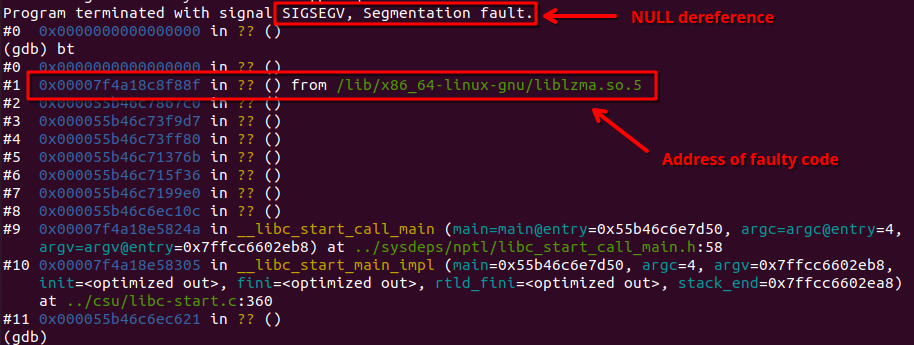 Program terminated with signal SIGSEGV, Segmentation fault.
NULL dereference
#0  0x0000000000000000 in ?? ()
(gdb) bt
#0  0x0000000000000000 in ?? ()
#1  0x00007f4a18c8f88f in ?? () from /lib/x86_64-linux-gnu/liblzma.so.5
#2  0x000055b46c7867c0 in ?? ()
#3  0x000055b46c73f9d7 in ?? ()
#4  0x000055b46c73ff80 in ?? ()
Address of faulty code
#5  0x000055b46c71376b in ?? ()
#6  0x000055b46c715f36 in ?? ()
#7  0x000055b46c7199e0 in ?? ()
#8  0x000055b46c6ec10c in ?? ()
#9  0x00007f4a18e5824a in __libc_start_call_main (main=main@entry=0x55b46c6e7d50, argc=argc@entry=4,
argv=argv@entry=0x7ffcc6602eb8) at ../sysdeps/nptl/libc_start_call_main.h:58
#10 0x00007f4a18e58305 in __libc_start_main_impl (main=0x55b46c6e7d50, argc=4, argv=0x7ffcc6602eb8,
init=<optimized out>, fini=<optimized out>, rtld_fini=<optimized out>, stack_end=0x7ffcc6602ea8)
at ../csu/libc-start.c:360
#11 0x000055b46c6ec621 in ?? ()
(gdb)